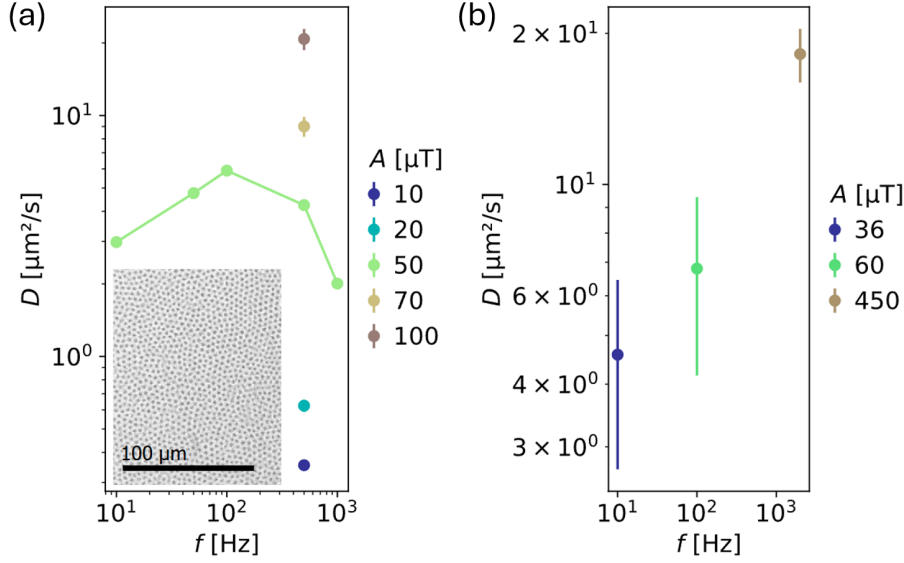 (a)
10¹
10⁰
D [µm²/s]
100 µm
10¹
10²
10³
f [Hz]
A [µT]
10
20
50
70
100
(b)
2 × 10¹
10¹
6 × 10⁰
4 × 10⁰
3 × 10⁰
D [µm²/s]
10¹
10²
10³
f [Hz]
A [µT]
36
60
450